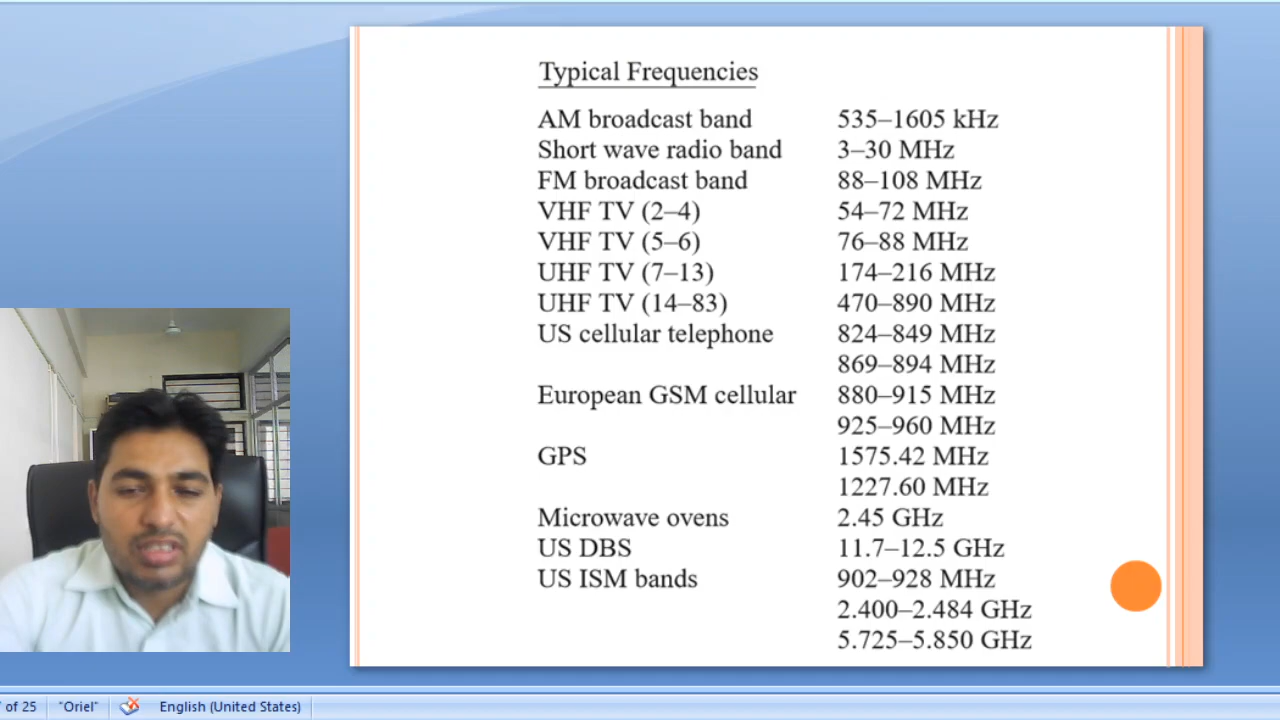 Typical Frequencies
AM broadcast band 535–1605 kHz
Short wave radio band 3–30 MHz
FM broadcast band 88–108 MHz
VHF TV (2–4) 54–72 MHz
VHF TV (5–6) 76–88 MHz
UHF TV (7–13) 174–216 MHz
UHF TV (14–83) 470–890 MHz
US cellular telephone 824–849 MHz
869–894 MHz
European GSM cellular 880–915 MHz
925–960 MHz
GPS 1575.42 MHz
1227.60 MHz
Microwave ovens 2.45 GHz
US DBS 11.7–12.5 GHz
US ISM bands 902–928 MHz
2.400–2.484 GHz
5.725–5.850 GHz
of 25 "Oriel" English (United States)